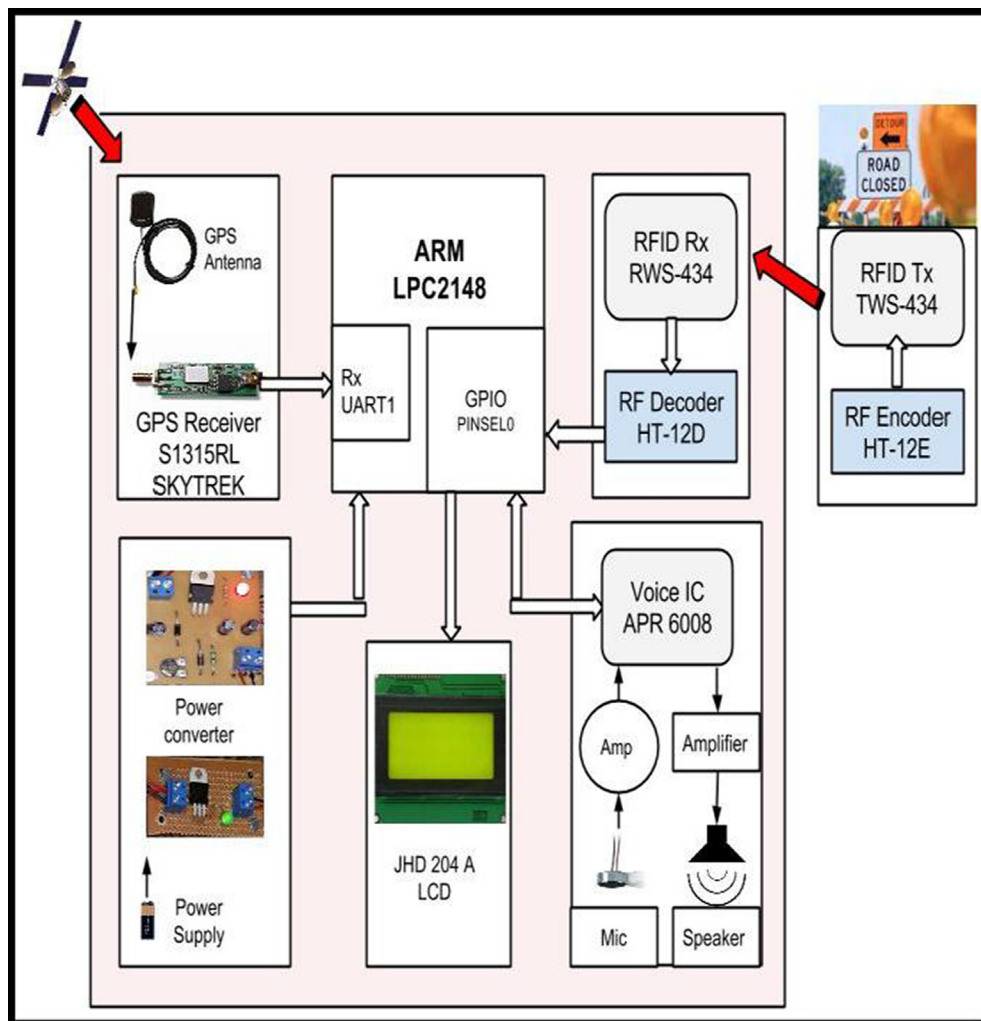 GPS
Antenna
GPS Receiver
S1315RL
SKYTREK
ARM
LPC2148
Rx
UART1
GPIO
PINSEL0
RFID Rx
RWS-434
RF Decoder
HT-12D
DETOUR
ROAD
CLOSED
RFID Tx
TWS-434
RF Encoder
HT-12E
Power
converter
Power
Supply
JHD 204 A
LCD
Voice IC
APR 6008
Amp
Amplifier
Mic
Speaker